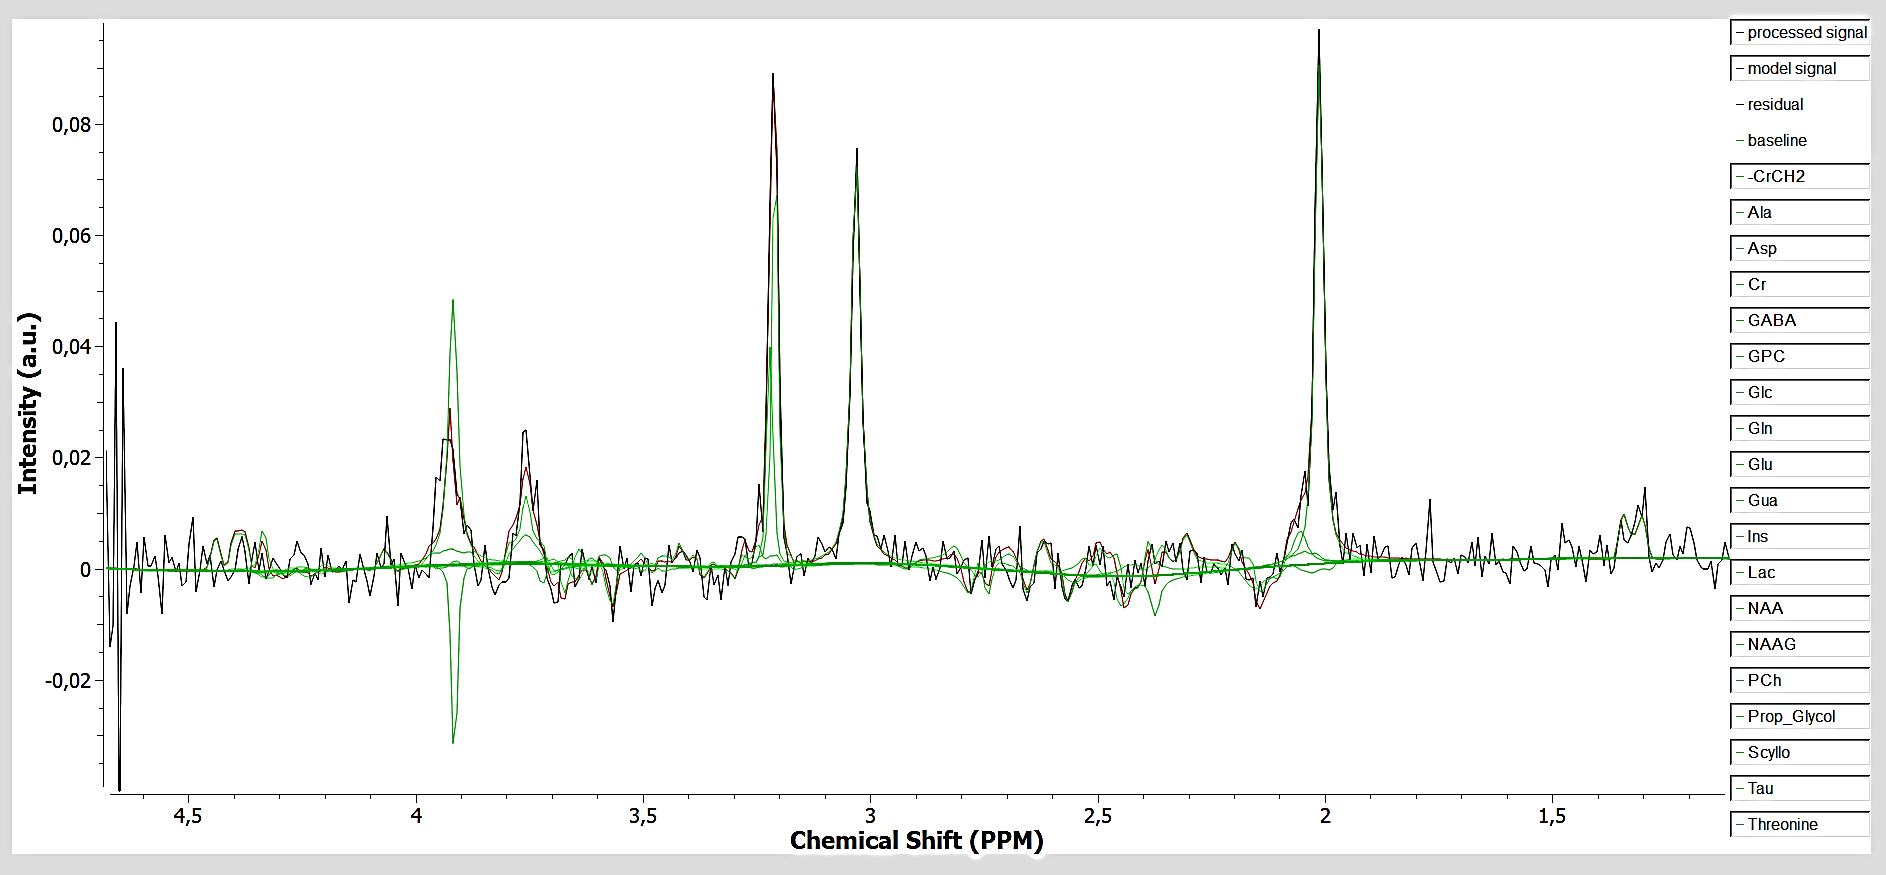 Intensity (a.u.)
0,08
0,06
0,04
0,02
0
-0,02
4,5
4
3,5
3
2,5
2
1,5
Chemical Shift (PPM)
processed signal
model signal
residual
baseline
-CrCH2
Ala
Asp
Cr
GABA
GPC
Glc
Gln
Glu
Gua
Ins
Lac
NAA
NAAG
PCh
Prop_Glycol
Scyllo
Tau
Threonine